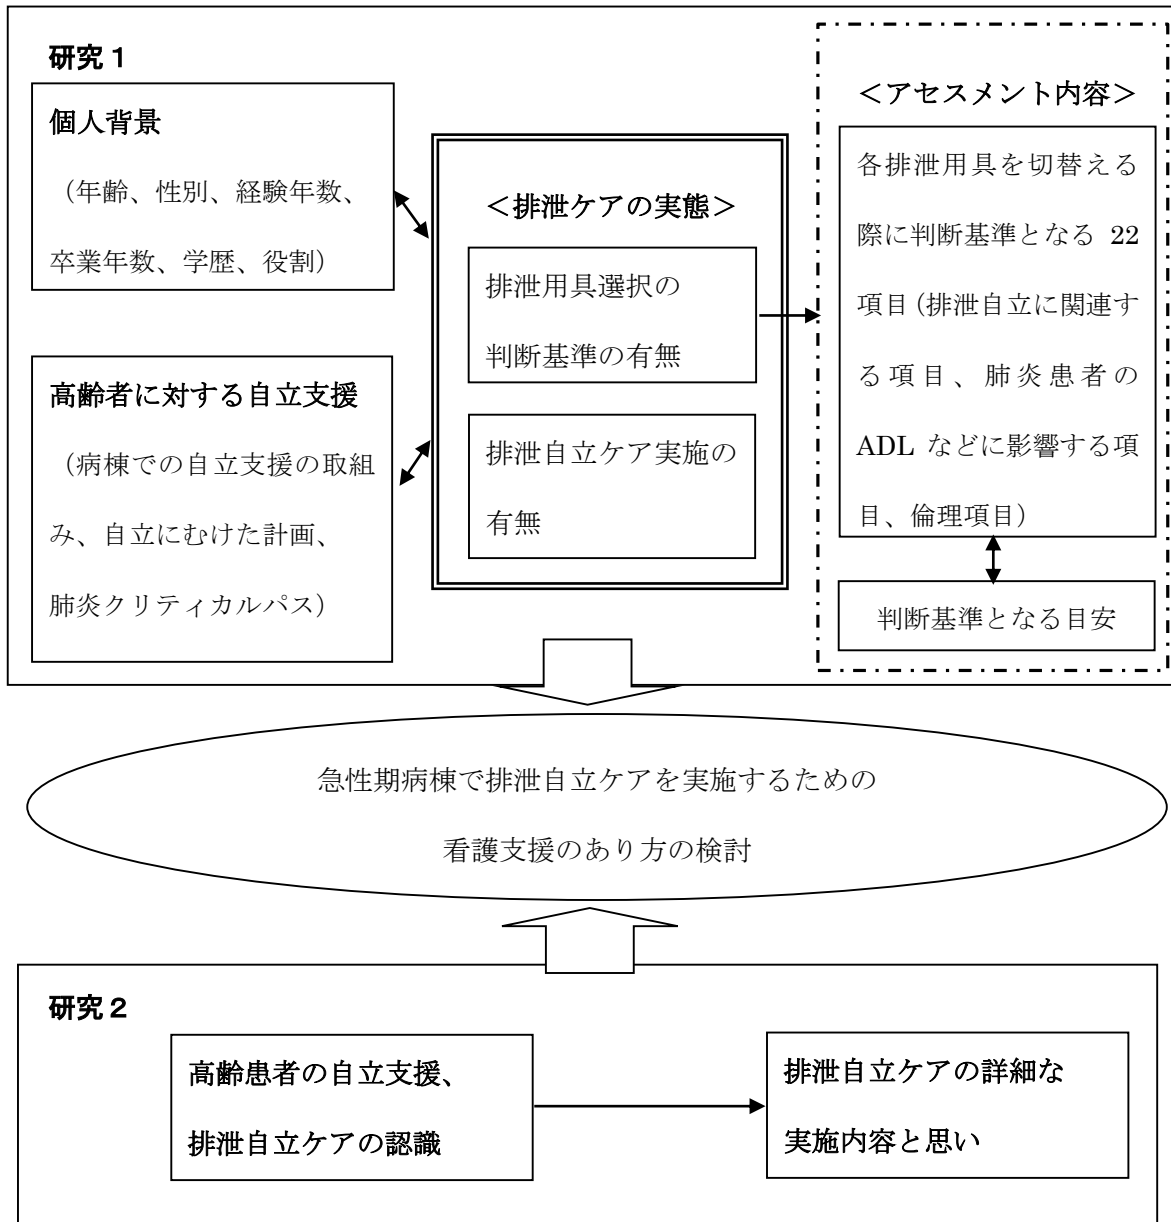 研究１
個人背景
（年齢、性別、経験年数、
卒業年数、学歴、役割）
高齢者に対する自立支援
（病棟での自立支援の取組
み、自立にむけた計画、
肺炎クリティカルパス）
＜排泄ケアの実態＞
排泄用具選択の
判断基準の有無
排泄自立ケア実施の
有無
＜アセスメント内容＞
各排泄用具を切替える
際に判断基準となる 22
項目（排泄自立に関連す
る項目、肺炎患者の
ADL などに影響する項
目、倫理項目）
判断基準となる目安
急性期病棟で排泄自立ケアを実施するための
看護支援のあり方の検討
研究２
高齢患者の自立支援、
排泄自立ケアの認識
排泄自立ケアの詳細な
実施内容と思い